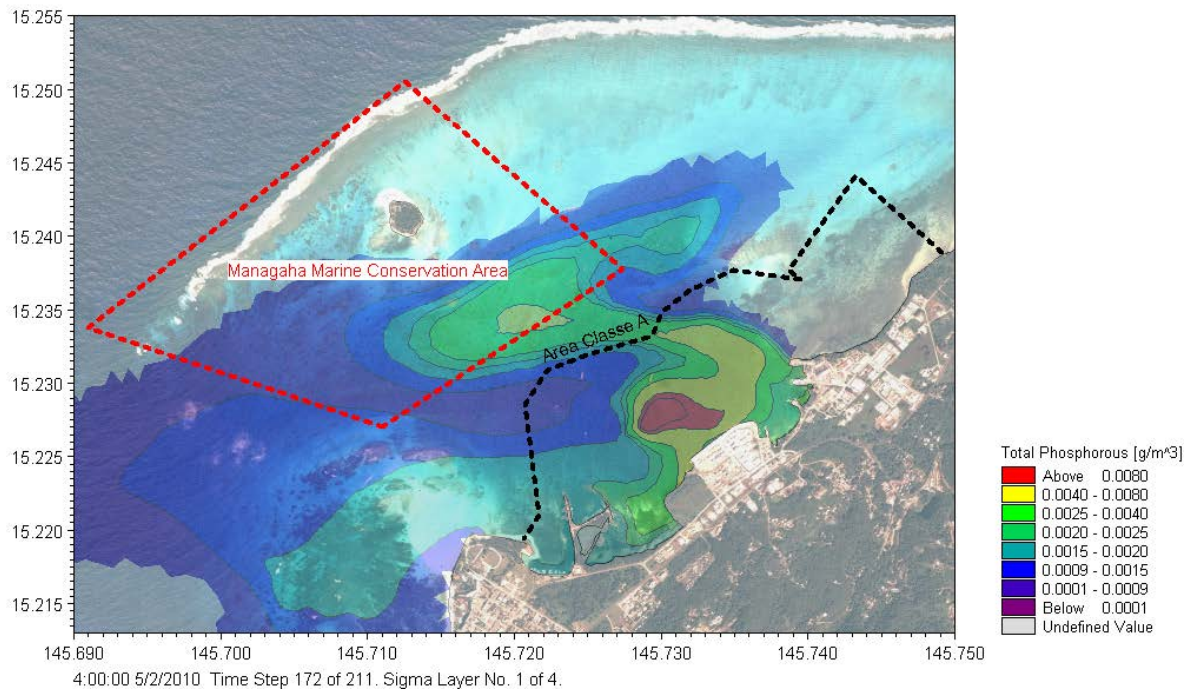 15.255
15.250
15.245
15.240
15.235
15.230
15.225
15.220
15.215
Managaha Marine Conservation Area
Area Classe A
145.690 145.700 145.710 145.720 145.730 145.740 145.750
4:00:00 5/2/2010 Time Step 172 of 211. Sigma Layer No. 1 of 4.
Total Phosphorous [g/m^3]
Above 0.0080
0.0040 - 0.0080
0.0025 - 0.0040
0.0020 - 0.0025
0.0015 - 0.0020
0.0009 - 0.0015
0.0001 - 0.0009
Below 0.0001
Undefined Value